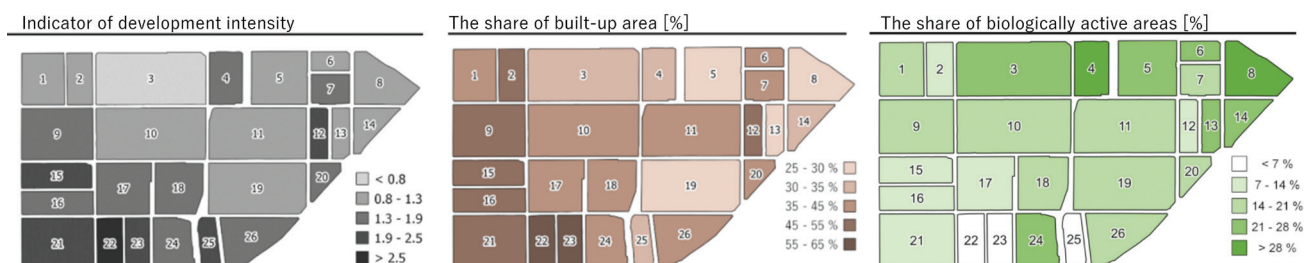 Indicator of development intensity
1 2 3 4 5 6 7 8
9 10 11 12 13 14
15 16 17 18 19 20
21 22 23 24 25 26
< 0.8
0.8 - 1.3
1.3 - 1.9
1.9 - 2.5
> 2.5
The share of built-up area [%]
1 2 3 4 5 6 7 8
9 10 11 12 13 14
15 16 17 18 19 20
21 22 23 24 25 26
25 - 30 %
30 - 35 %
35 - 45 %
45 - 55 %
55 - 65 %
The share of biologically active areas [%]
1 2 3 4 5 6 7 8
9 10 11 12 13 14
15 16 17 18 19 20
21 22 23 24 25 26
< 7 %
7 - 14 %
14 - 21 %
21 - 28 %
> 28 %